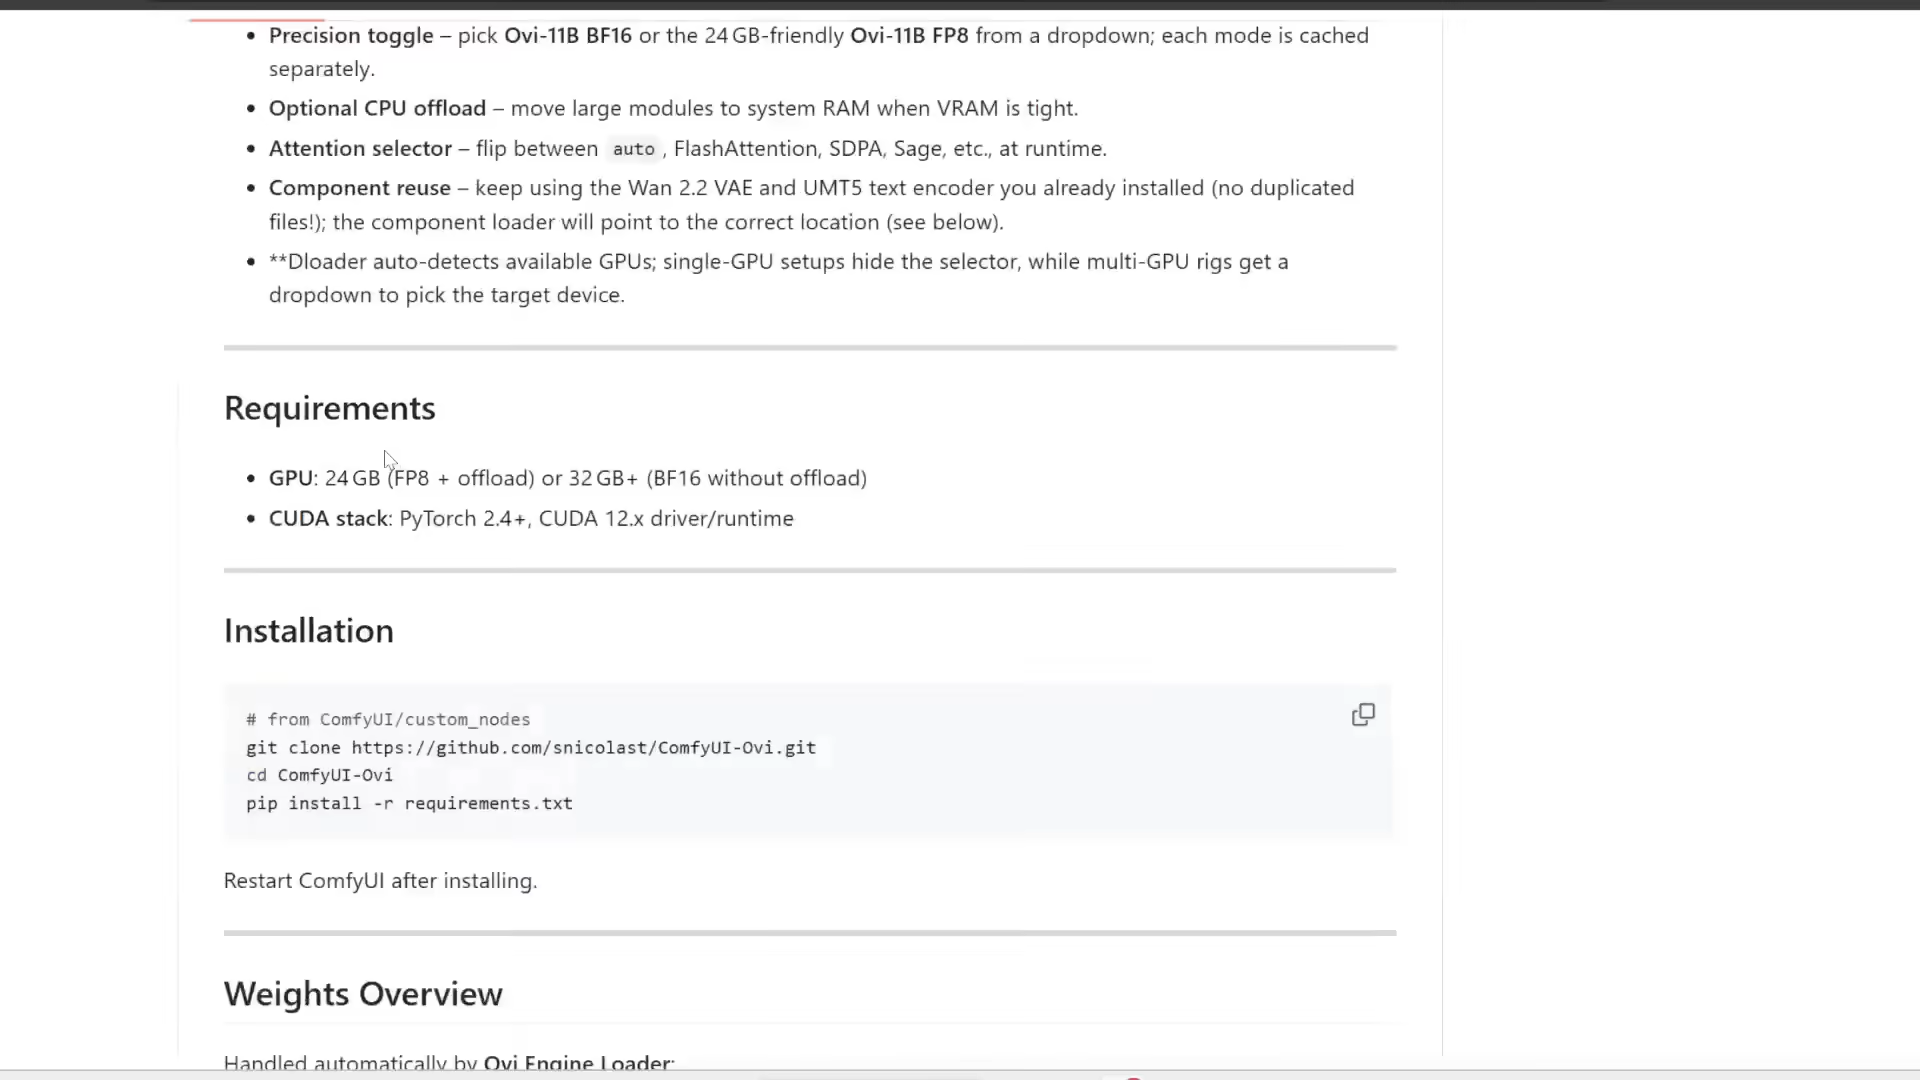 • Precision toggle – pick Ovi-11B BF16 or the 24 GB-friendly Ovi-11B FP8 from a dropdown; each mode is cached
separately.
• Optional CPU offload – move large modules to system RAM when VRAM is tight.
• Attention selector – flip between auto, FlashAttention, SDPA, Sage, etc., at runtime.
• Component reuse – keep using the Wan 2.2 VAE and UMT5 text encoder you already installed (no duplicated
files!); the component loader will point to the correct location (see below).
• **Dloader auto-detects available GPUs; single-GPU setups hide the selector, while multi-GPU rigs get a
dropdown to pick the target device.
Requirements
• GPU: 24 GB (FP8 + offload) or 32 GB+ (BF16 without offload)
• CUDA stack: PyTorch 2.4+, CUDA 12.x driver/runtime
Installation
# from ComfyUI/custom_nodes
git clone https://github.com/snicolast/ComfyUI-Ovi.git
cd ComfyUI-Ovi
pip install -r requirements.txt
Restart ComfyUI after installing.
Weights Overview
Handled automatically by Ovi Engine Loader: